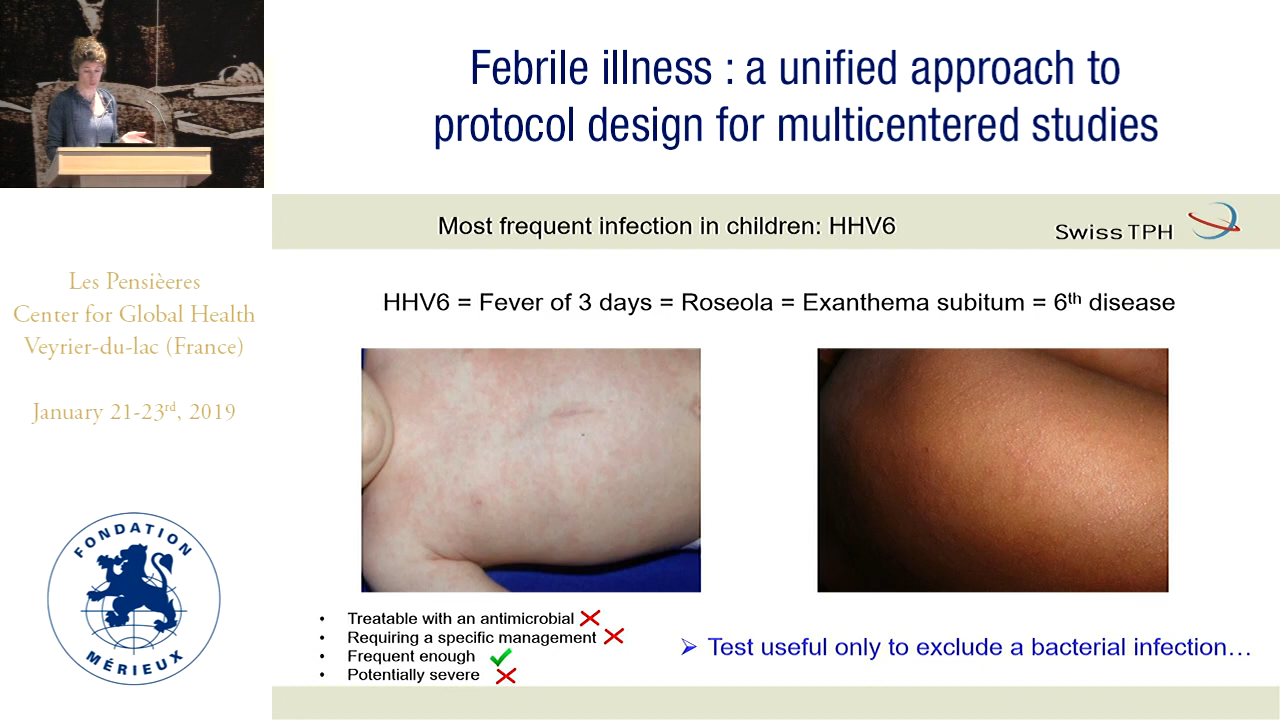 Febrile illness : a unified approach to
protocol design for multicentered studies
Most frequent infection in children: HHV6
Swiss TPH
Les Pensièeres
Center for Global Health
Veyrier-du-lac (France)
January 21-23rd, 2019
FONDATION
MÉRIEUX
HHV6 = Fever of 3 days = Roseola = Exanthema subitum = 6th disease
• Treatable with an antimicrobial
• Requiring a specific management
• Frequent enough
• Potentially severe
➢ Test useful only to exclude a bacterial infection…